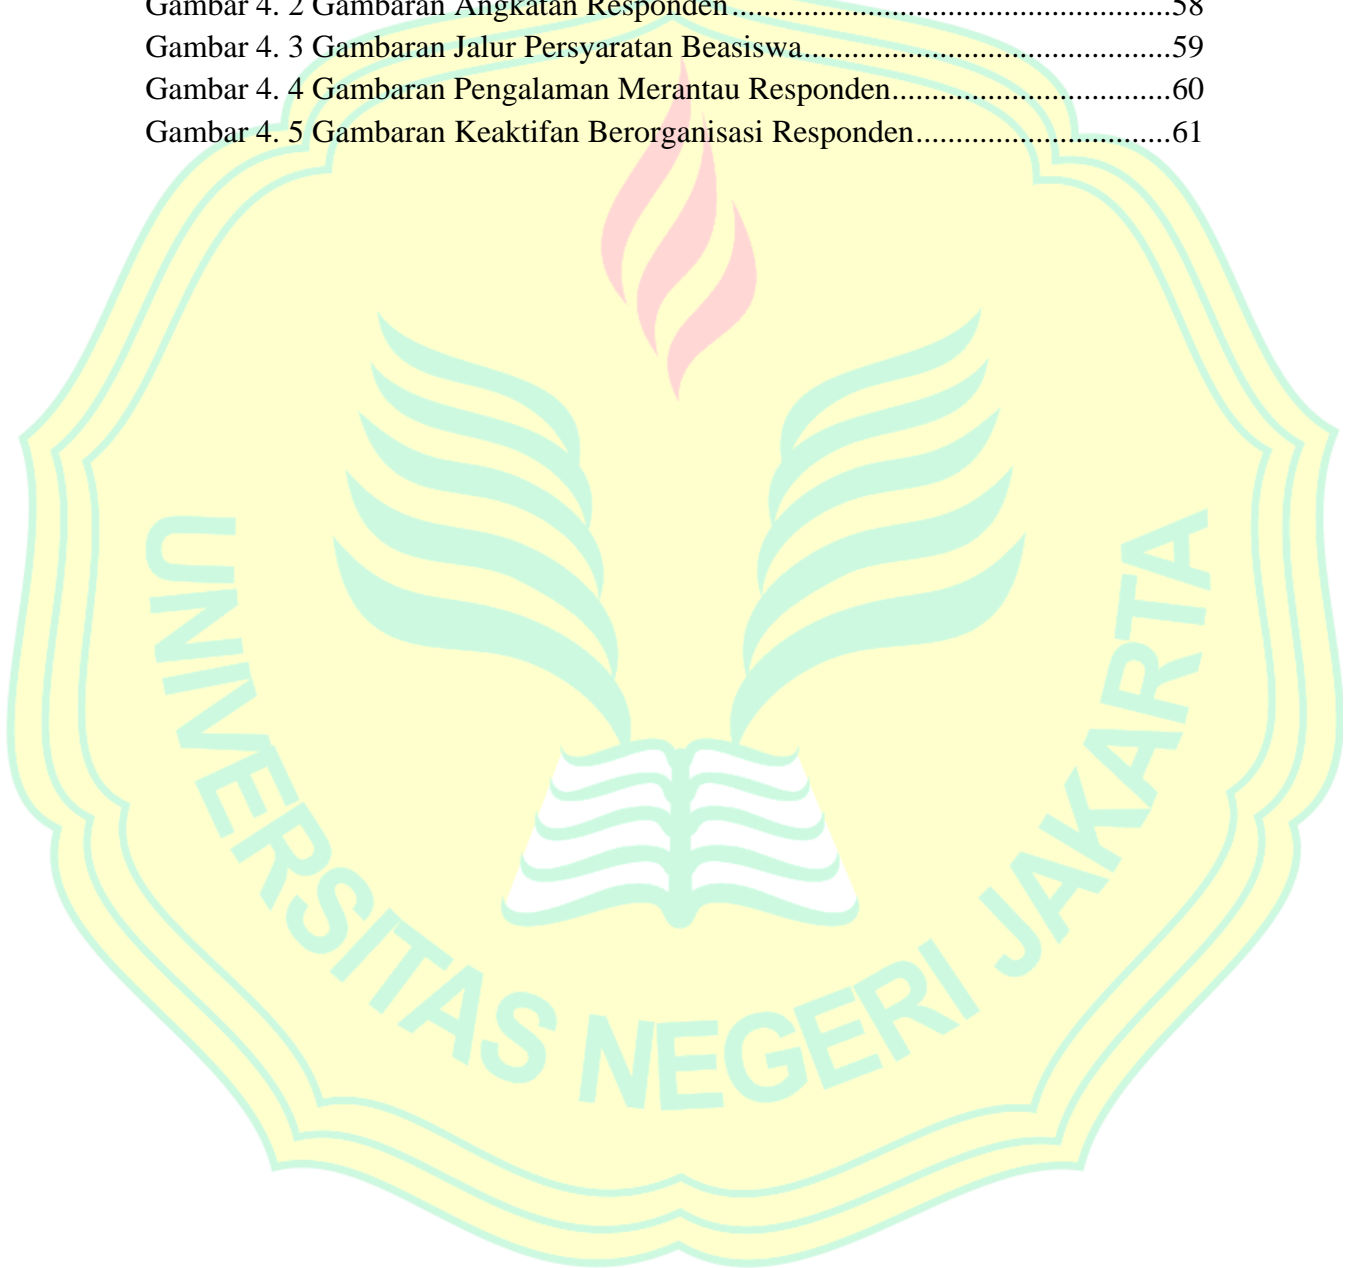 Gambar 4. 2 Gambaran Angkatan Responden.......................................................58
Gambar 4. 3 Gambaran Jalur Persyaratan Beasiswa..............................................59
Gambar 4. 4 Gambaran Pengalaman Merantau Responden...................................60
Gambar 4. 5 Gambaran Keaktifan Berorganisasi Responden................................61
UNIVERSITAS NEGERI JAKARTA